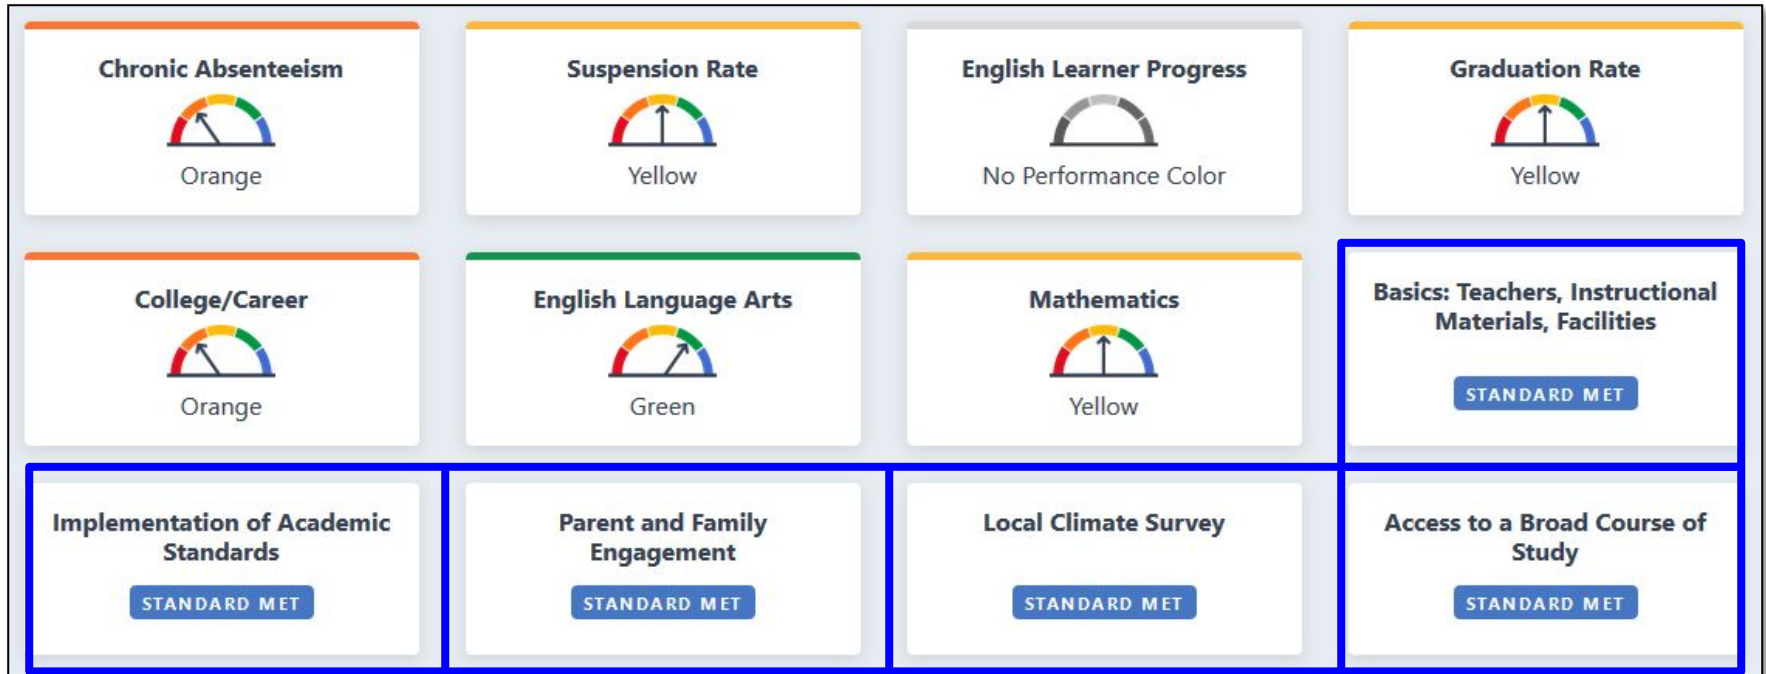 Chronic Absenteeism
Orange
Suspension Rate
Yellow
English Learner Progress
No Performance Color
Graduation Rate
Yellow
College/Career
Orange
English Language Arts
Green
Mathematics
Yellow
Basics: Teachers, Instructional
Materials, Facilities
STANDARD MET
Implementation of Academic
Standards
STANDARD MET
Parent and Family
Engagement
STANDARD MET
Local Climate Survey
STANDARD MET
Access to a Broad Course of
Study
STANDARD MET